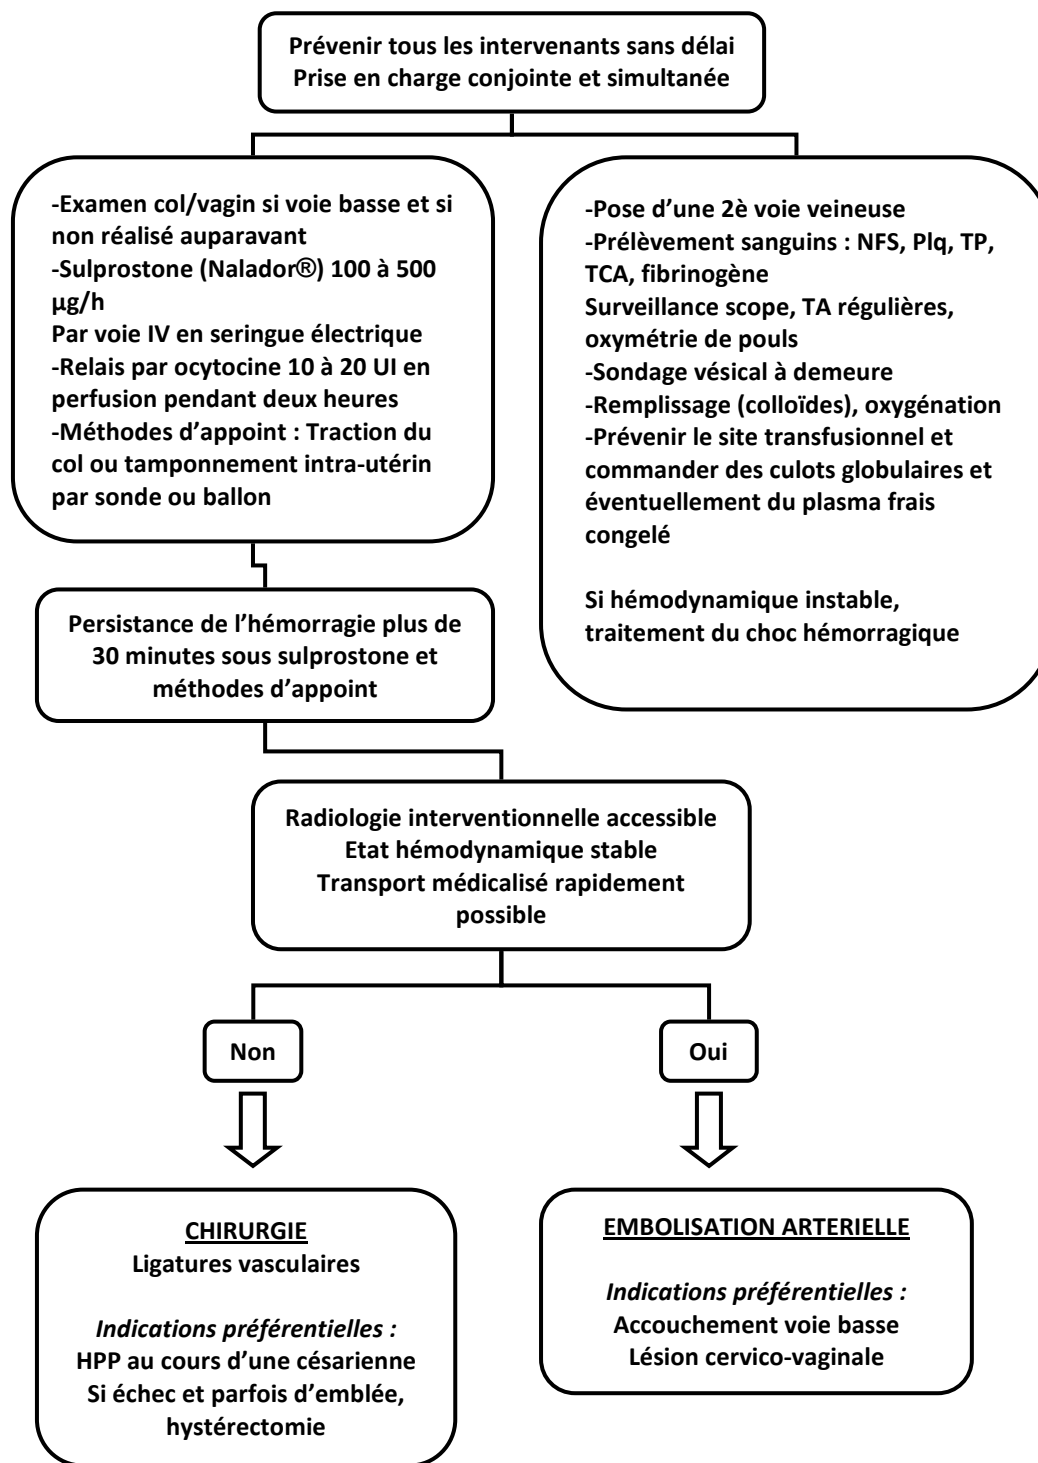 Prévenir tous les intervenants sans délai
Prise en charge conjointe et simultanée
-Examen col/vagin si voie basse et si
non réalisé auparavant
-Sulprostone (Nalador®) 100 à 500
µg/h
Par voie IV en seringue électrique
-Relais par ocytocine 10 à 20 UI en
perfusion pendant deux heures
-Méthodes d’appoint : Traction du
col ou tamponnement intra-utérin
par sonde ou ballon
-Pose d’une 2è voie veineuse
-Prélèvement sanguins : NFS, Plq, TP,
TCA, fibrinogène
Surveillance scope, TA régulières,
oxymétrie de pouls
-Sondage vésical à demeure
-Remplissage (colloïdes), oxygénation
-Prévenir le site transfusionnel et
commander des culots globulaires et
éventuellement du plasma frais
congelé
Si hémodynamique instable,
traitement du choc hémorragique
Persistance de l’hémorragie plus de
30 minutes sous sulprostone et
méthodes d’appoint
Radiologie interventionnelle accessible
Etat hémodynamique stable
Transport médicalisé rapidement
possible
Non
Oui
CHIRURGIE
Ligatures vasculaires
Indications préférentielles :
HPP au cours d’une césarienne
Si échec et parfois d’emblée,
hystérectomie
EMBOLISATION ARTERIELLE
Indications préférentielles :
Accouchement voie basse
Lésion cervico-vaginale